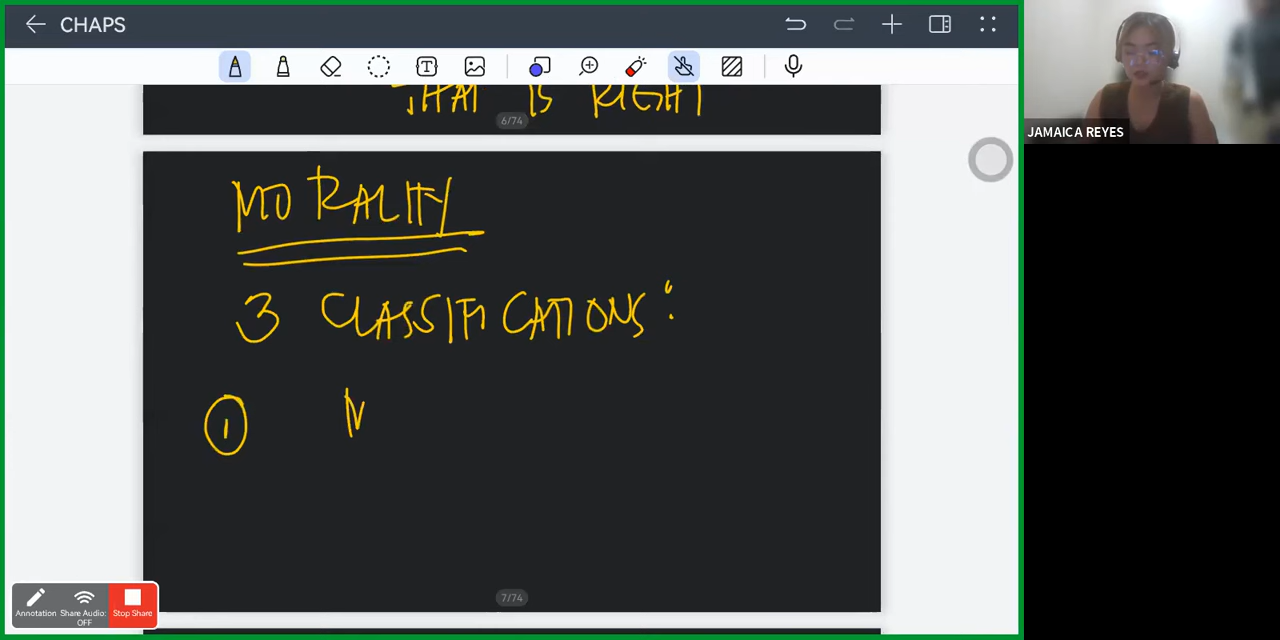 CHAPS
THAT IS RIGHT
6/74
MORALITY
3 CLASSIFICATIONS:
1
JAMAICA REYES
7/74
Annotation
Share Audio: OFF
Stop Share